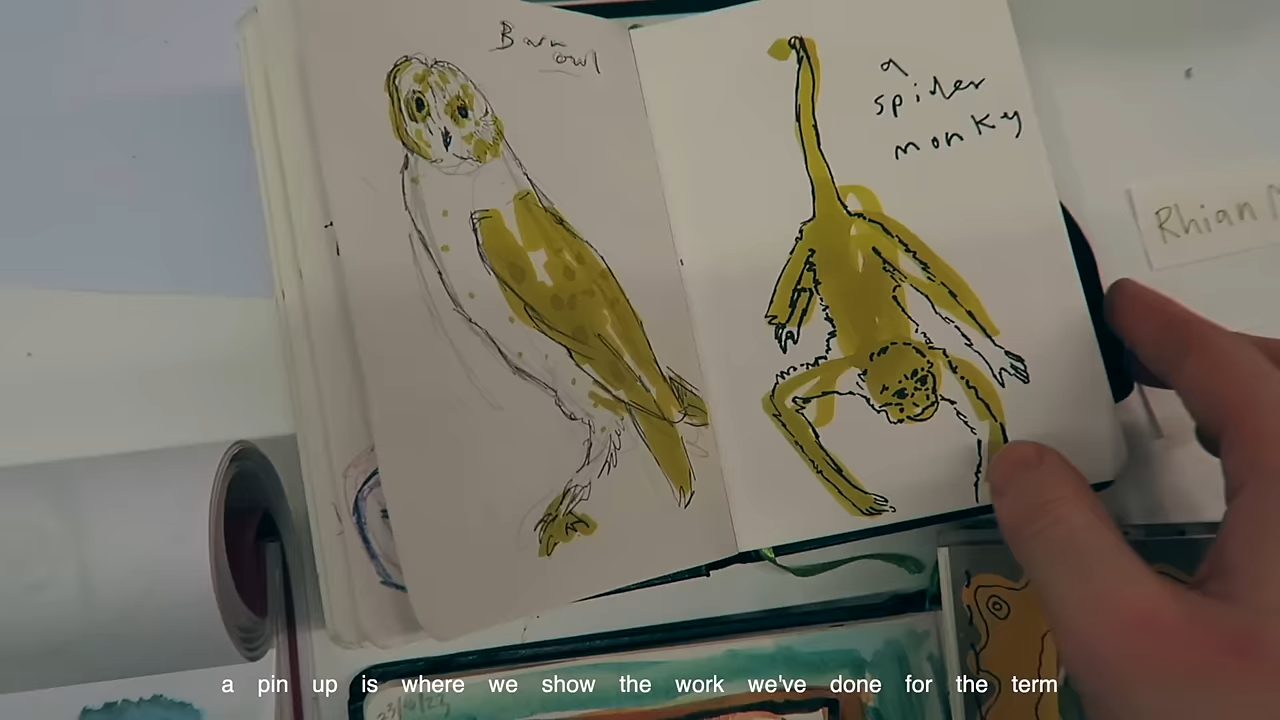 Barn
owl
a
spider
monkey
Rhian
a pin up is where we show the work we've done for the term